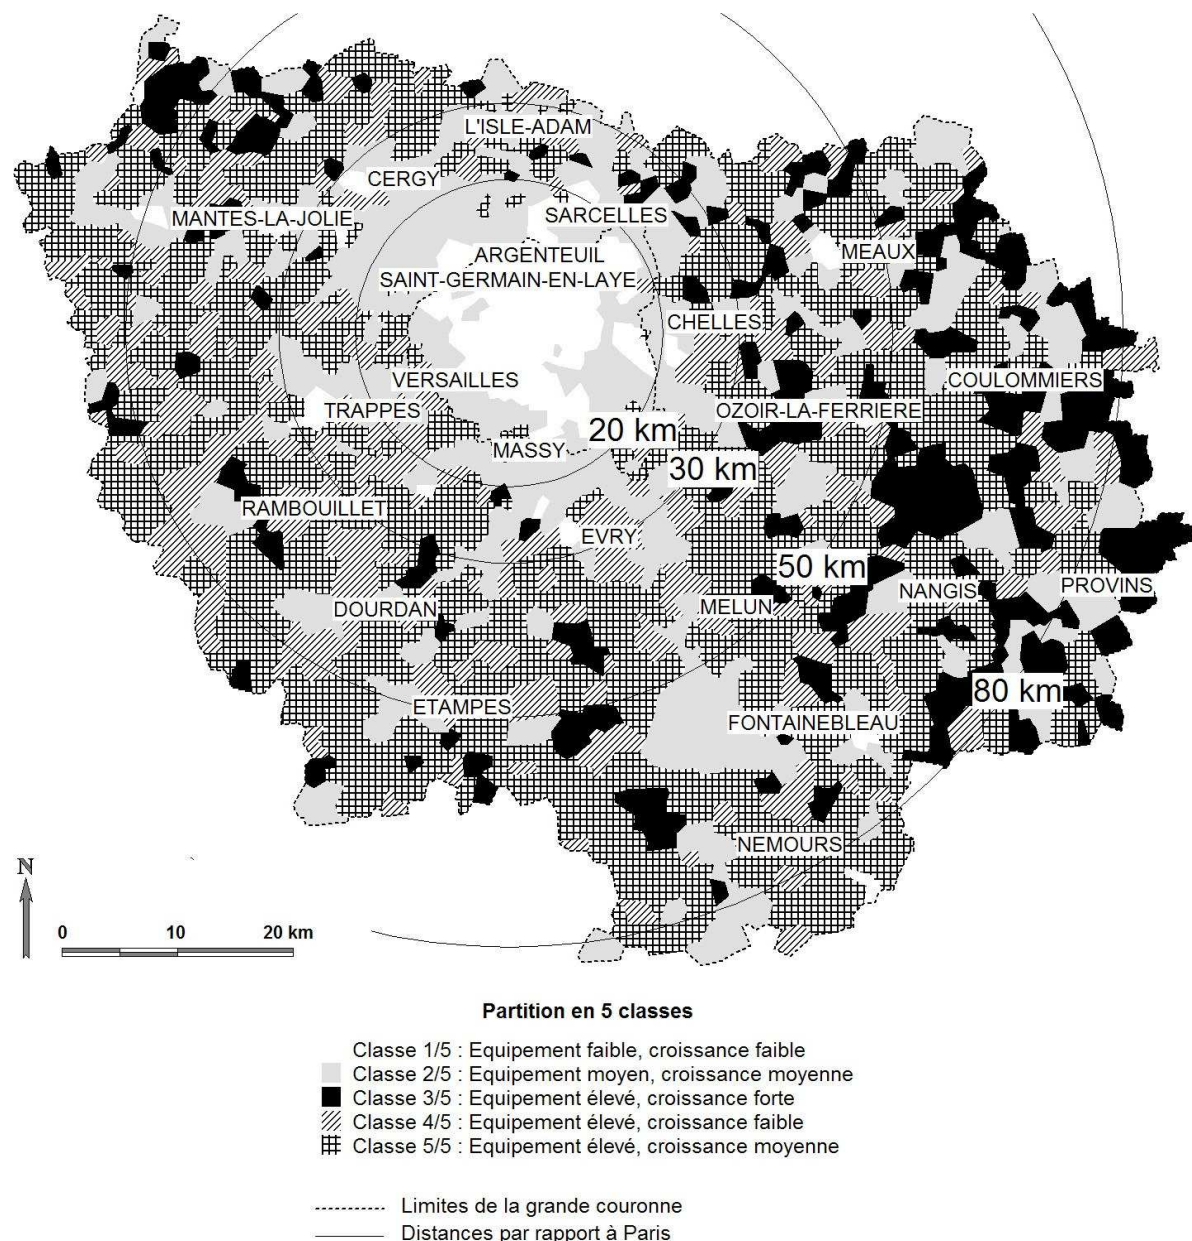 L'ISLE-ADAM
CERGY
MANTES-LA-JOLIE
SARCELLES
ARGENTEUIL
MEAUX
SAINT-GERMAIN-EN-LAYE
CHELLES
VERSAILLES
COULOMMIERS
TRAPPES
OZOIR-LA-FERRIERE
20 km
MASSY
30 km
RAMBOUILLET
EVRY
50 km
NANGIS
PROVINS
DOURDAN
MELUN
80 km
ETAMPES
FONTAINEBLEAU
NEMOURS
N
0 10 20 km
Partition en 5 classes
Classe 1/5 : Equipement faible, croissance faible
Classe 2/5 : Equipement moyen, croissance moyenne
Classe 3/5 : Equipement élevé, croissance forte
Classe 4/5 : Equipement élevé, croissance faible
Classe 5/5 : Equipement élevé, croissance moyenne
Limites de la grande couronne
Distances par rapport à Paris